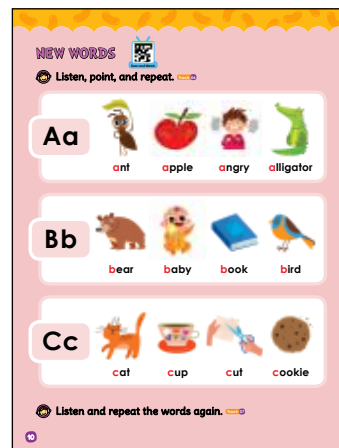 NEW WORDS
Listen, point, and repeat.
Aa
ant apple angry alligator
Bb
bear baby book bird
Cc
cat cup cut cookie
Listen and repeat the words again.
10